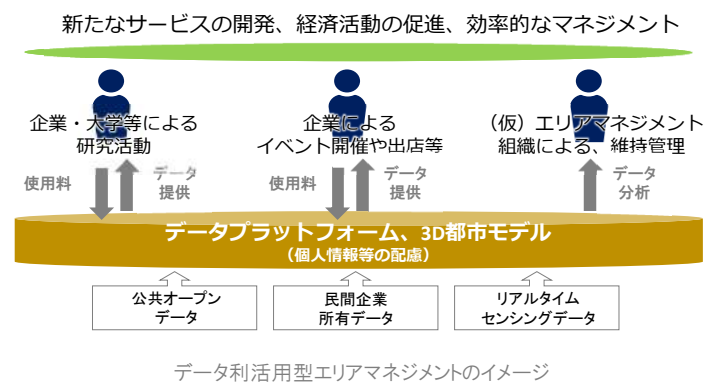 新たなサービスの開発、経済活動の促進、効率的なマネジメント
企業・大学等による
研究活動
企業による
イベント開催や出店等
（仮）エリアマネジメント
組織による、維持管理
使用料
データ
提供
使用料
データ
提供
データ
分析
データプラットフォーム、3D都市モデル
（個人情報等の配慮）
公共オープン
データ
民間企業
所有データ
リアルタイム
センシングデータ
データ利活用型エリアマネジメントのイメージ